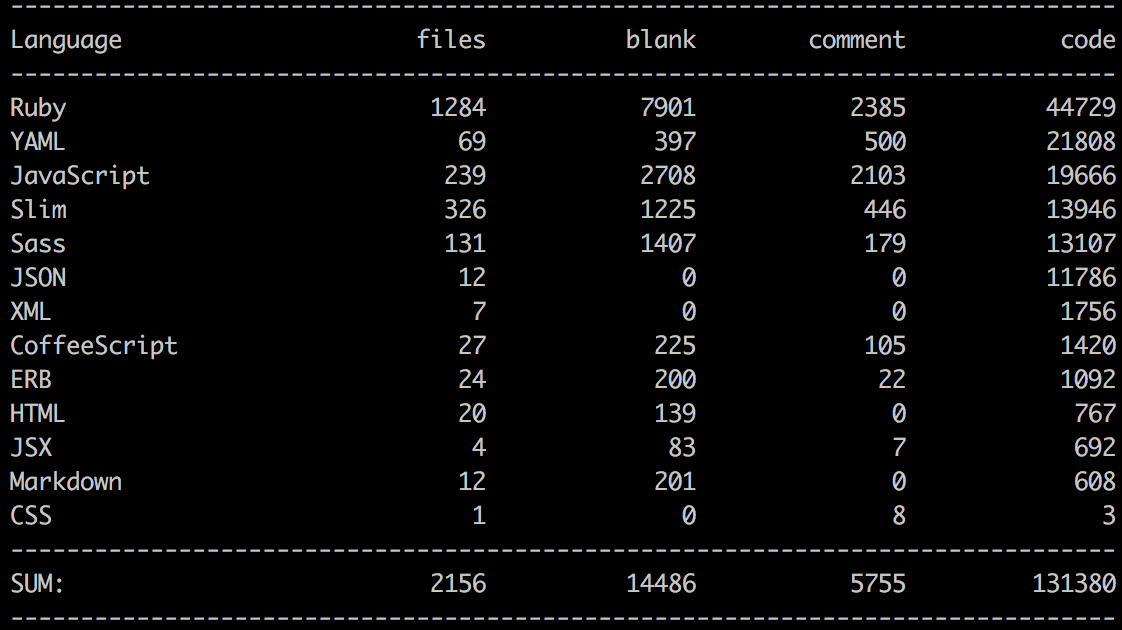 --------------------------------------------------------------------------------
Language                     files          blank        comment           code
--------------------------------------------------------------------------------
Ruby                          1284           7901           2385          44729
YAML                            69            397            500          21808
JavaScript                     239           2708           2103          19666
Slim                           326           1225            446          13946
Sass                           131           1407            179          13107
JSON                            12              0              0          11786
XML                              7              0              0           1756
CoffeeScript                    27            225            105           1420
ERB                             24            200             22           1092
HTML                            20            139              0            767
JSX                              4             83              7            692
Markdown                        12            201              0            608
CSS                              1              0              8              3
--------------------------------------------------------------------------------
SUM:                          2156          14486           5755         131380
--------------------------------------------------------------------------------